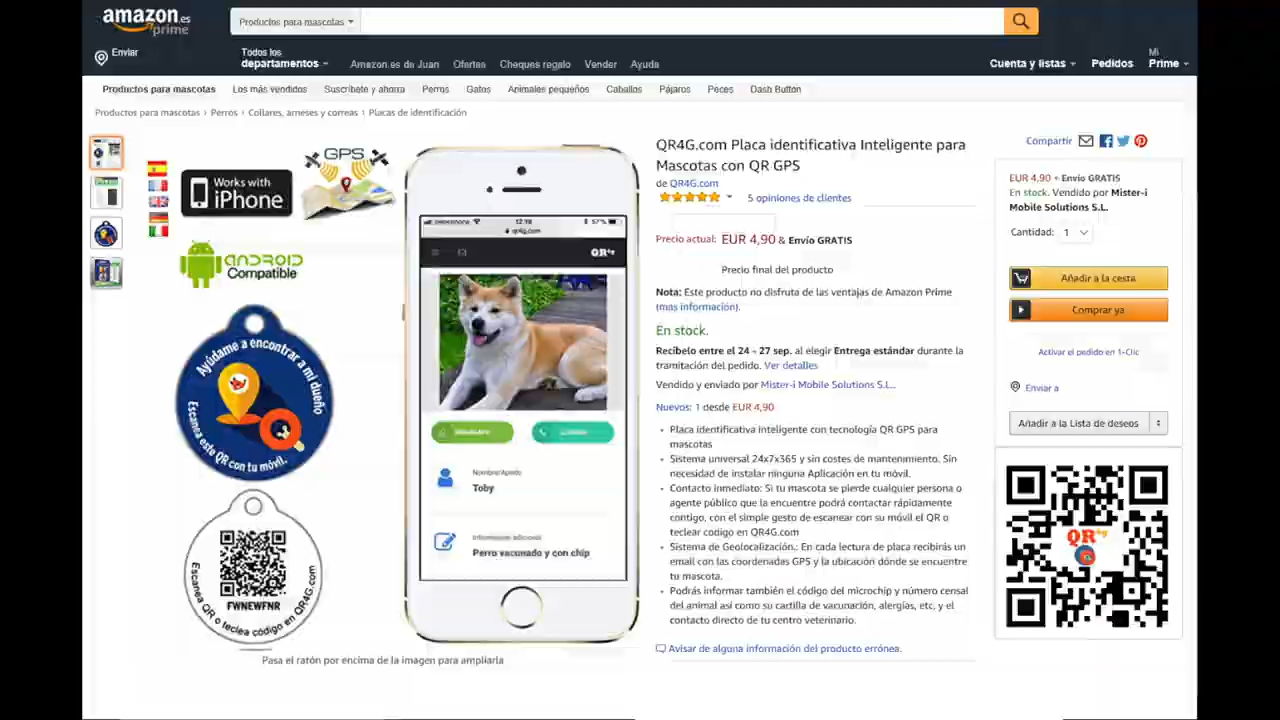 amazon.es
prime
Productos para mascotas
Enviar
Todos los
departamentos
Amazon.es de Juan
Ofertas
Cheques regalo
Vender
Ayuda
Cuenta y listas
Pedidos
Mi
Prime
Productos para mascotas
Los más vendidos
Suscríbete y ahorra
Perros
Gatos
Animales pequeños
Caballos
Pájaros
Peces
Dash Button
Productos para mascotas › Perros › Collares, arneses y correas › Placas de identificación
Works with
iPhone
GPS
ANDROID
Compatible
Ayúdame a encontrar a mi dueño
Escanea este QR con tu móvil.
FWNEWFNR
Escanea QR o teclea código en QR4G.com
12:18
57%
qr4g.com
QR4g
Nombre/Apodo
Toby
Información adicional
Perro vacunado y con chip
Pasa el ratón por encima de la imagen para ampliarla
QR4G.com Placa identificativa Inteligente para
Mascotas con QR GPS
de QR4G.com
5 opiniones de clientes
Precio actual: EUR 4,90 & Envío GRATIS
Precio final del producto
Nota: Este producto no disfruta de las ventajas de Amazon Prime
(mas información).
En stock.
Recíbelo entre el 24 - 27 sep. al elegir Entrega estándar durante la
tramitación del pedido. Ver detalles
Vendido y enviado por Mister-i Mobile Solutions S.L..
Nuevos: 1 desde EUR 4,90
Placa identificativa Inteligente con tecnología QR GPS para
mascotas
Sistema universal 24x7x365 y sin costes de mantenimiento. Sin
necesidad de instalar ninguna Aplicación en tu móvil.
Contacto inmediato: Si tu mascota se pierde cualquier persona o
agente público que la encuentre podrá contactar rápidamente
contigo, con el simple gesto de escanear con su móvil el QR o
teclear codigo en QR4G.com
Sistema de Geolocalización.: En cada lectura de placa recibirás un
email con las coordenadas GPS y la ubicación dónde se encuentre
tu mascota.
Podrás informar también el código del microchip y número censal
del animal así como su cartilla de vacunación, alergias, etc, y el
contacto directo de tu centro veterinario.
Avisar de alguna información del producto errónea.
Compartir
EUR 4,90 + Envío GRATIS
En stock. Vendido por Mister-i
Mobile Solutions S.L.
Cantidad: 1
Añadir a la cesta
Comprar ya
Activar el pedido en 1-Clic
Enviar a
Añadir a la Lista de deseos
QR4g